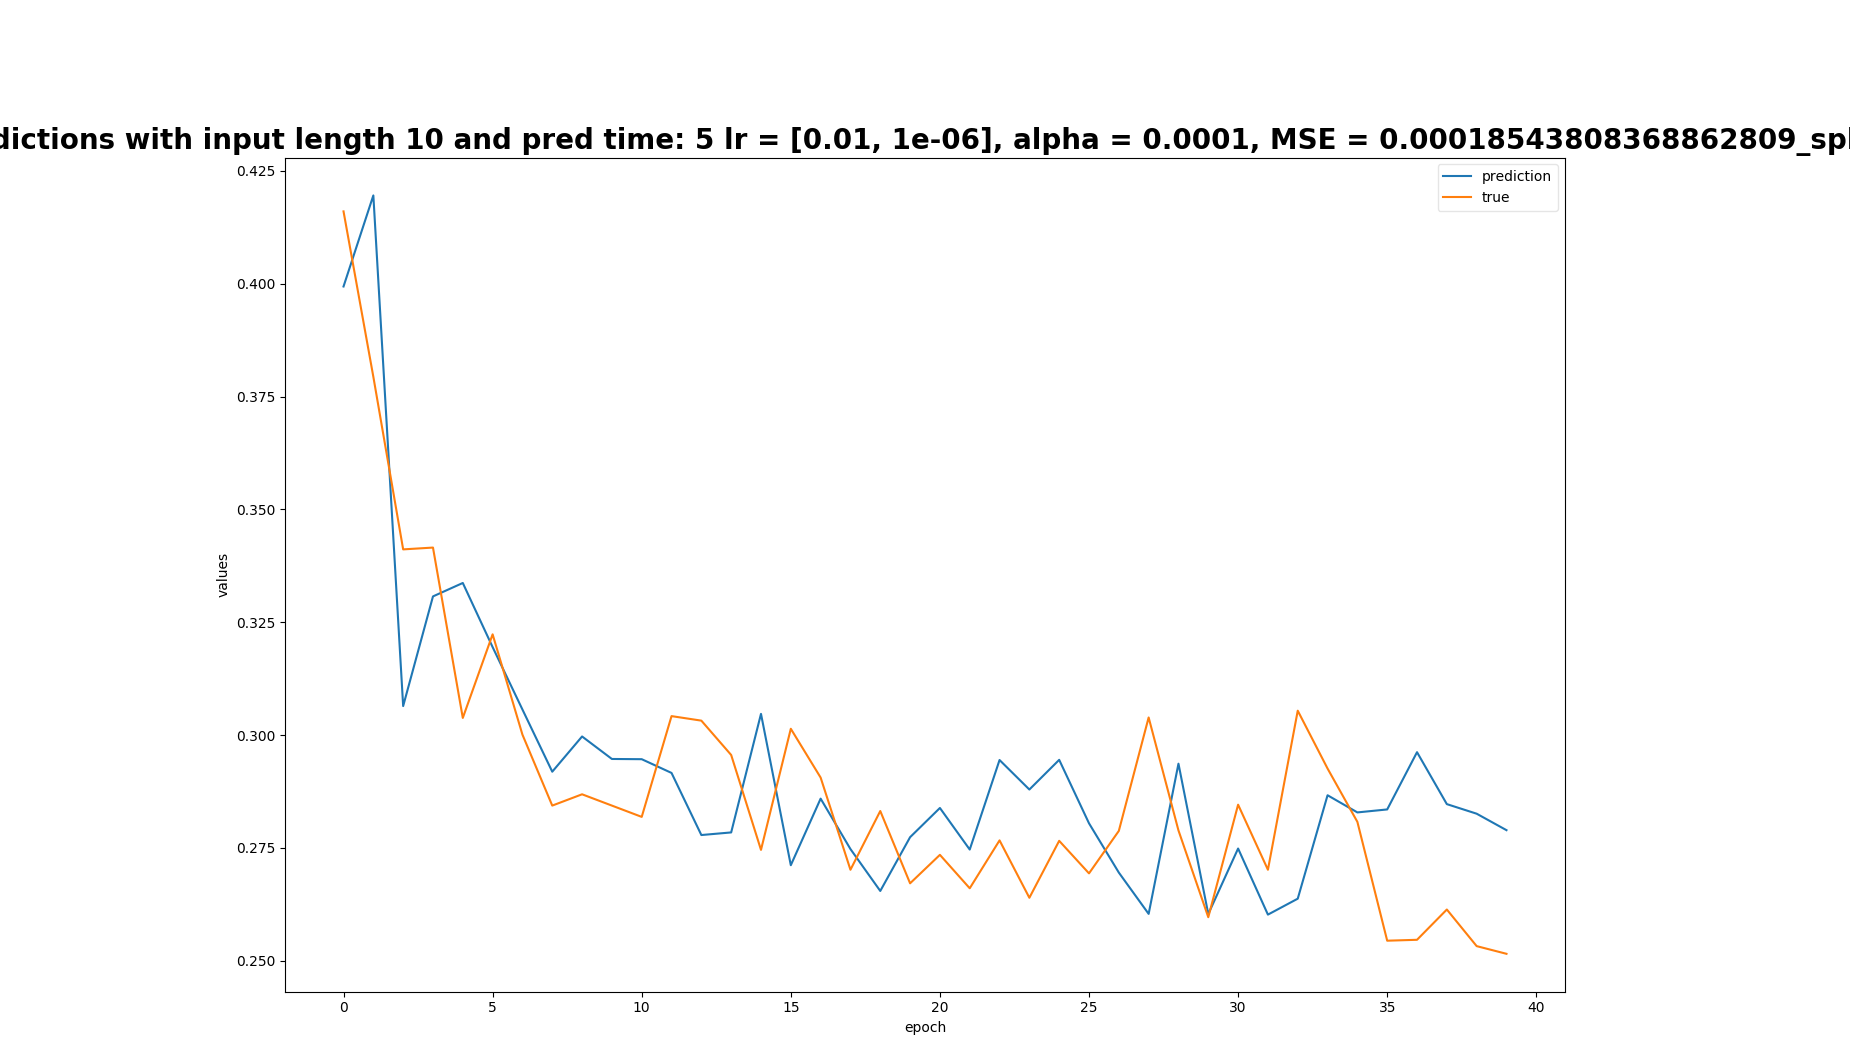 dictions with input length 10 and pred time: 5 lr = [0.01, 1e-06], alpha = 0.0001, MSE = 0.00018543808368862809_spl
prediction
true
0.425
0.400
0.375
0.350
0.325
0.300
0.275
0.250
values
0 5 10 15 20 25 30 35 40
epoch